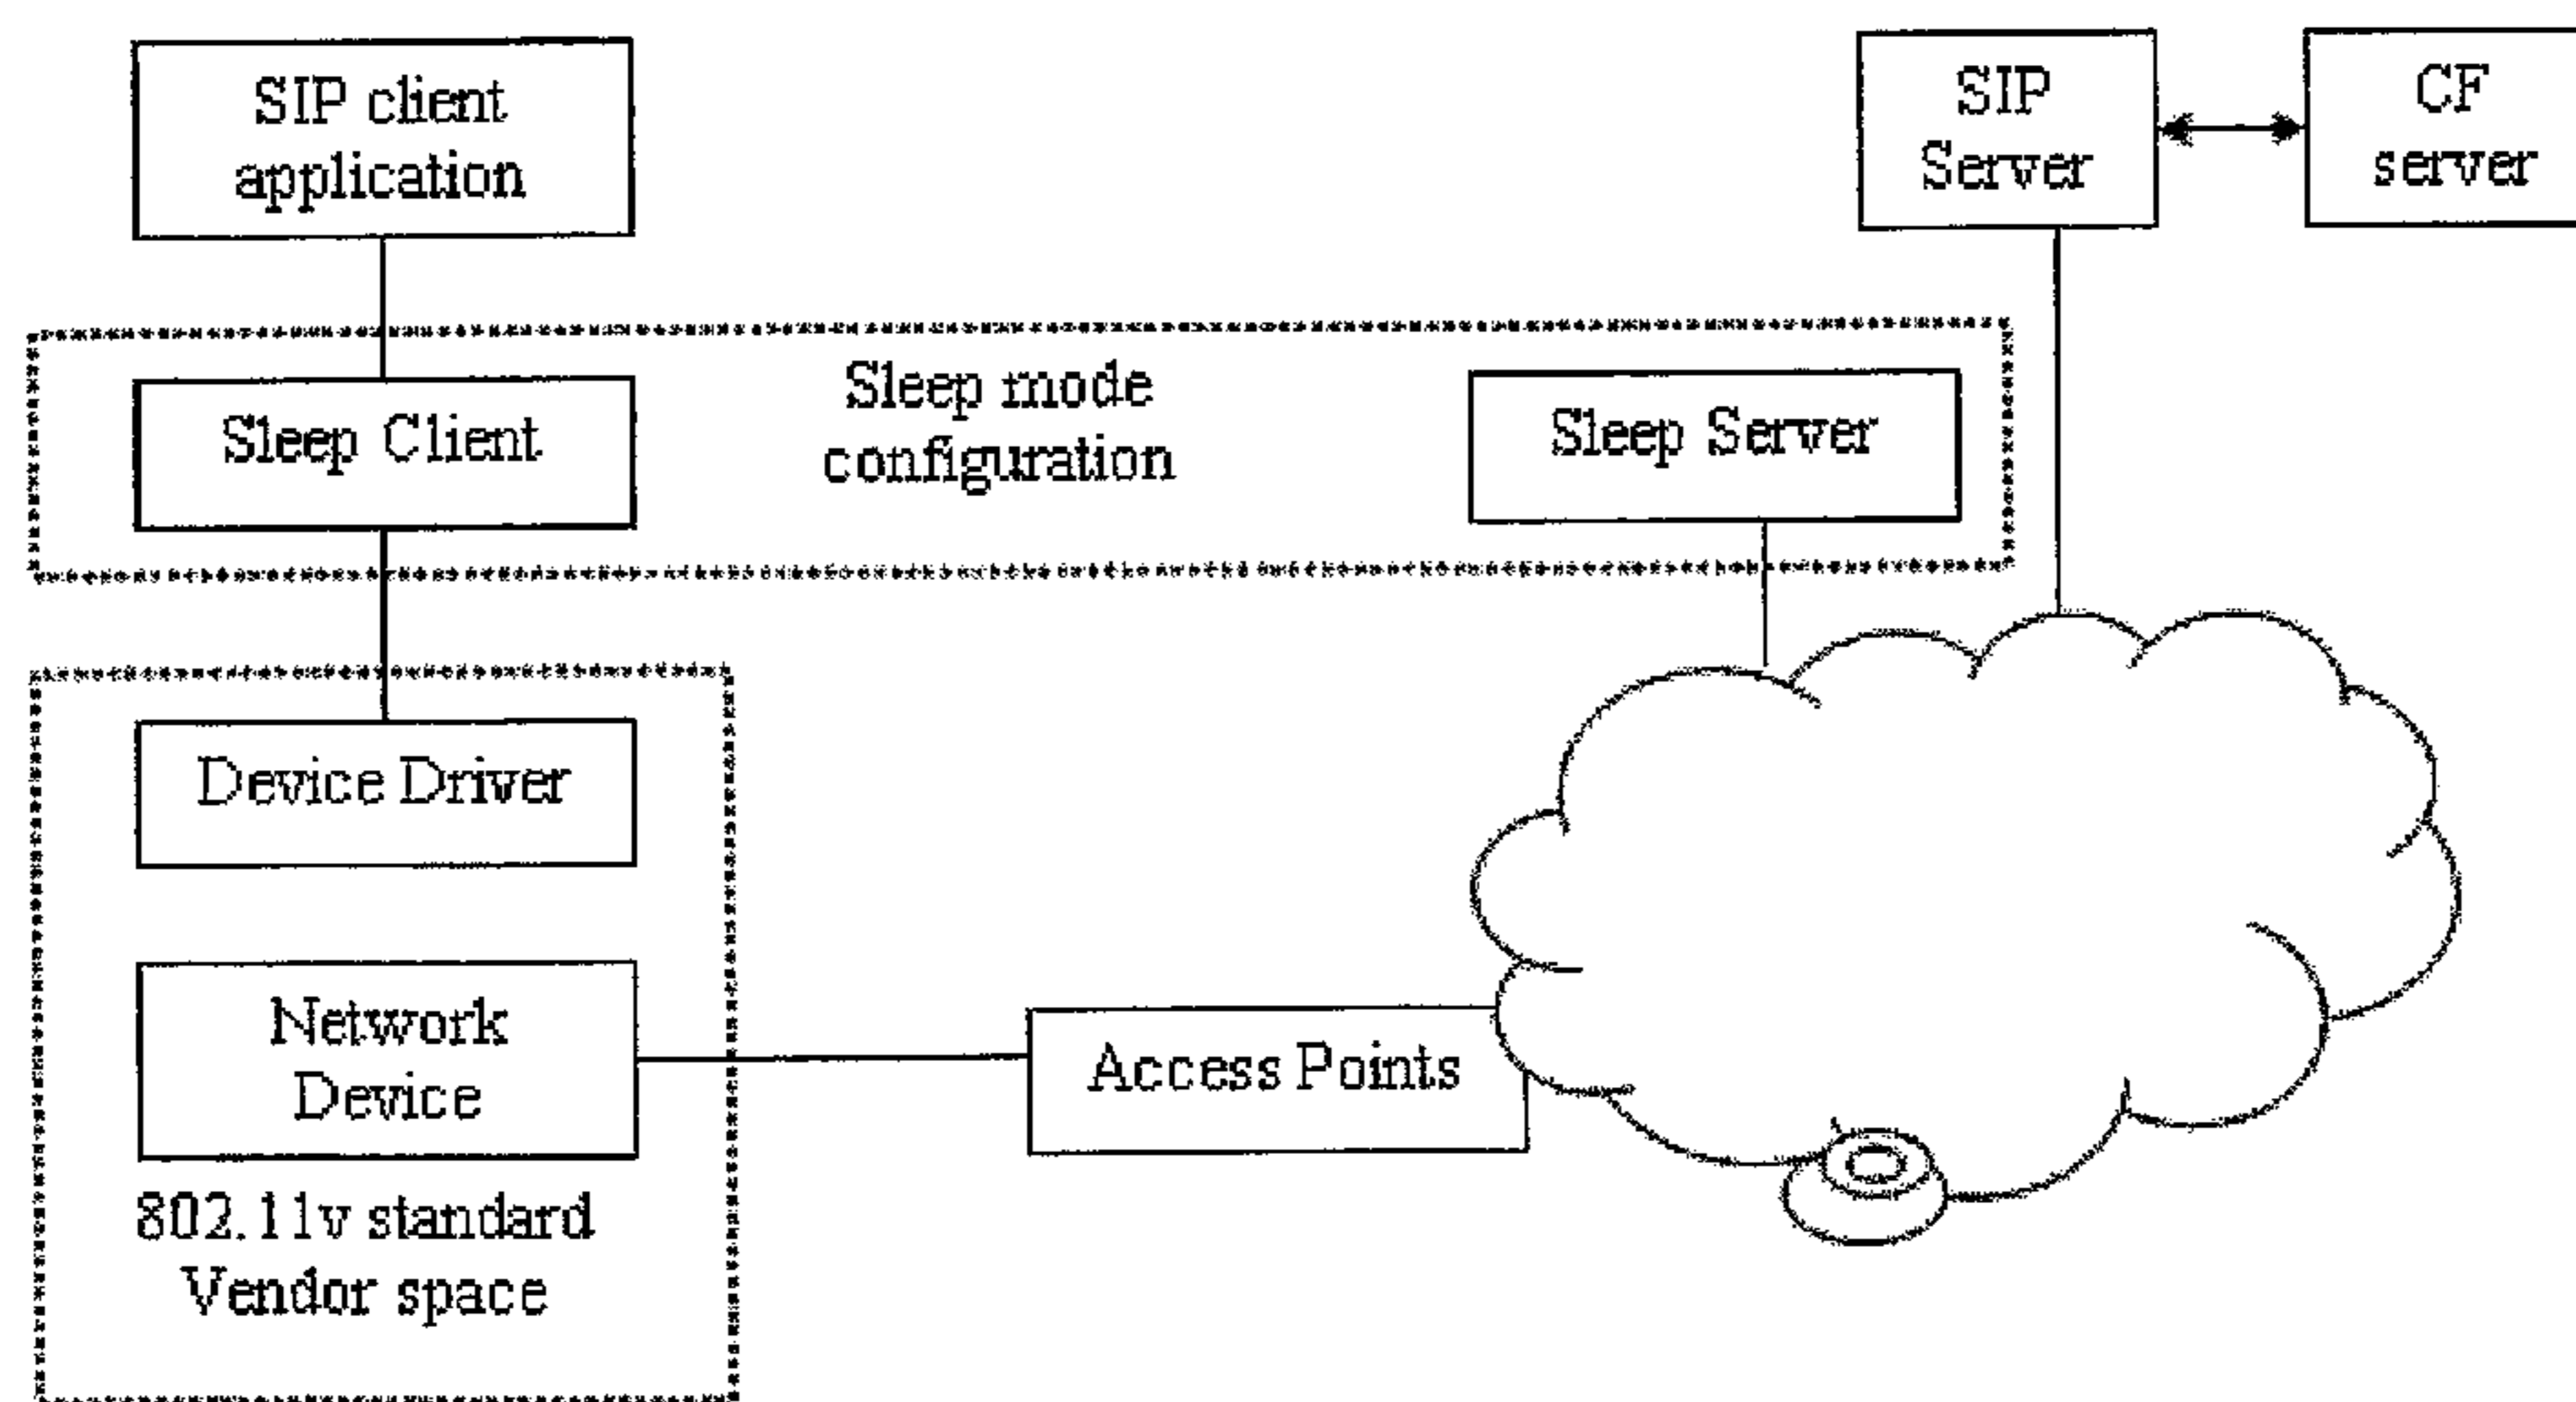 SIP client
application
SIP
Server
CF
server
Sleep Client
Sleep mode
configuration
Sleep Server
Device Driver
Network
Device
Access Points
802.11v standard
Vendor space